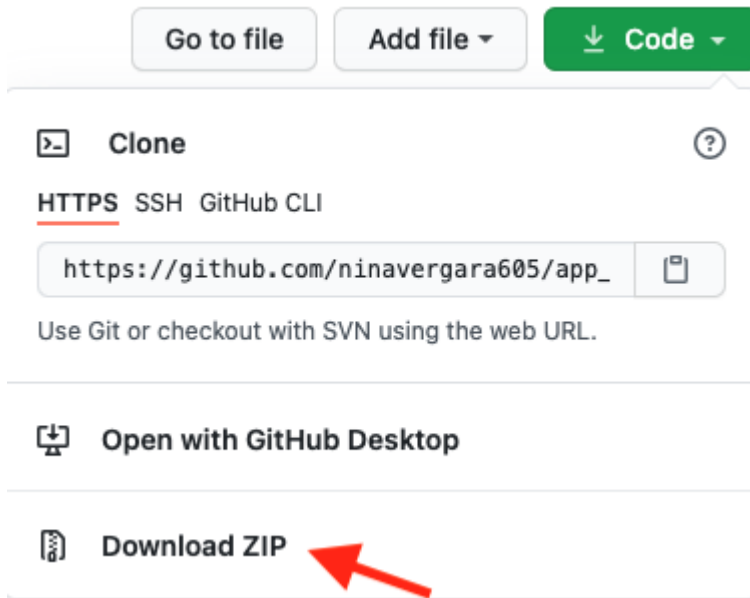 Go to file Add file Code
Clone
HTTPS SSH GitHub CLI
https://github.com/ninavergara605/app_
Use Git or checkout with SVN using the web URL.
Open with GitHub Desktop
Download ZIP